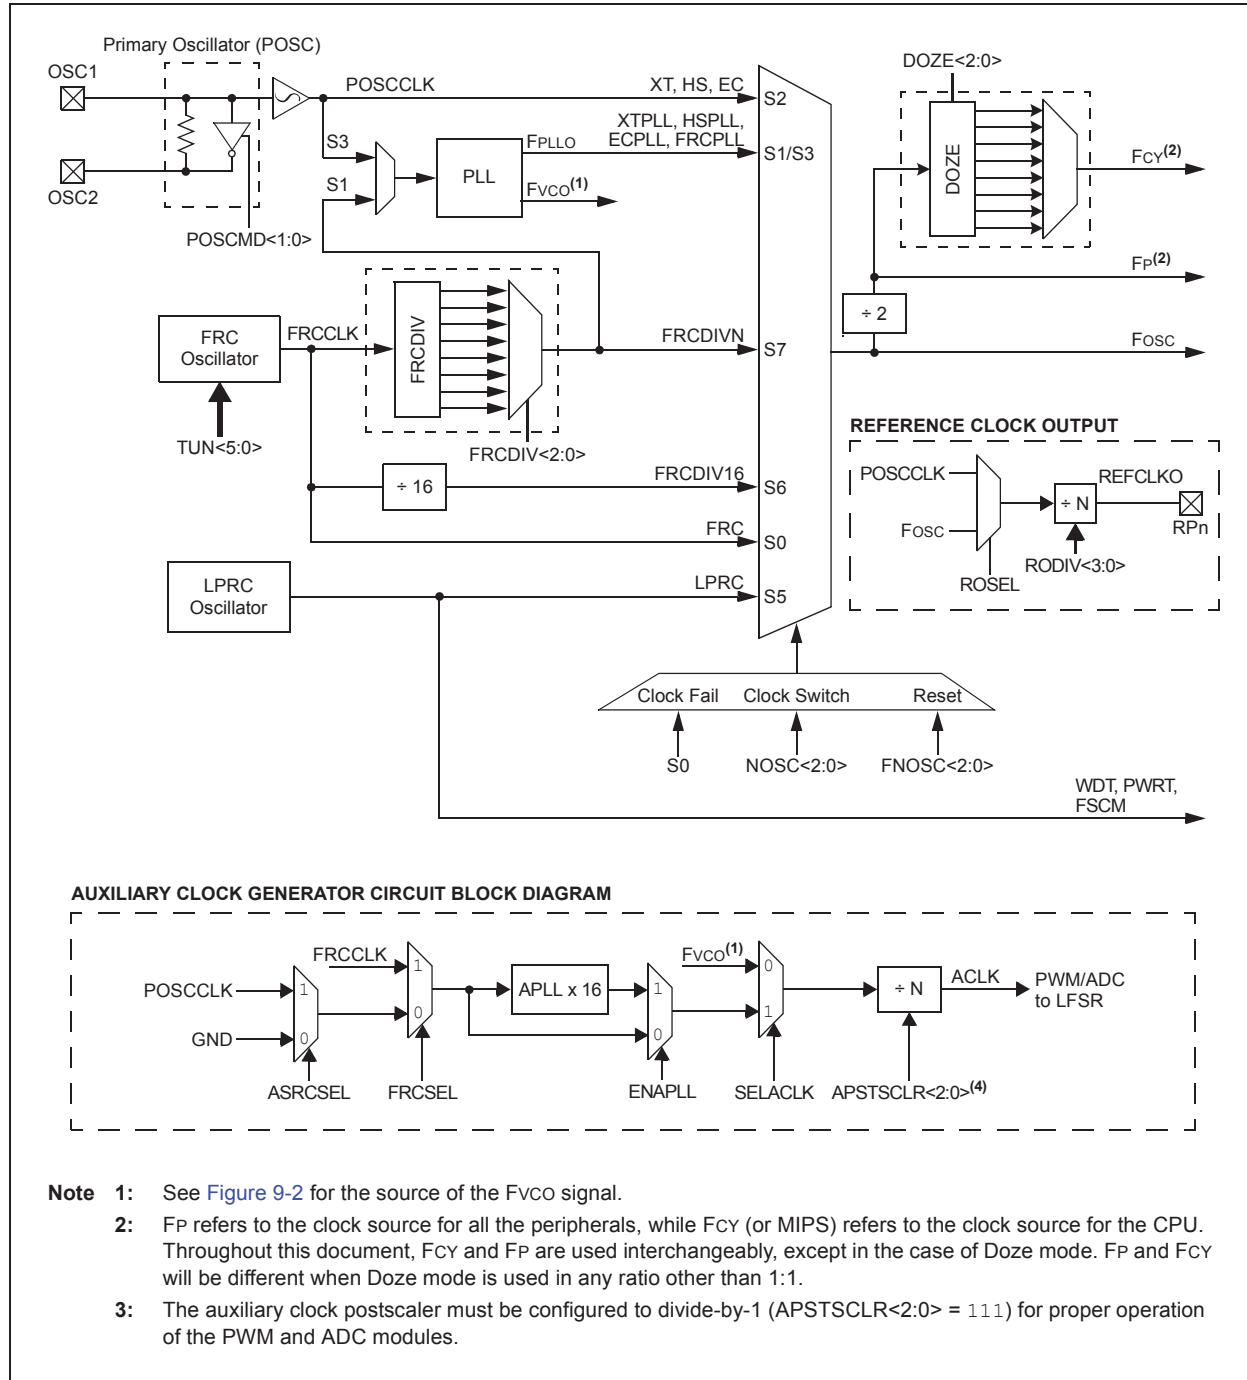 Primary Oscillator (POSC)
OSC1
OSC2
POSCMD<1:0>
POSCCLK
XT, HS, EC
S2
S3
S1
PLL
FPLLO
FVCO(1)
XTPLL, HSPLL,
ECPLL, FRCPLL
S1/S3
DOZE<2:0>
DOZE
FCY(2)
FP(2)
÷ 2
FOSC
FRC
Oscillator
TUN<5:0>
FRCCLK
FRCDIV
FRCDIV<2:0>
FRCDIVN
S7
÷ 16
FRCDIV16
S6
FRC
S0
LPRC
Oscillator
LPRC
S5
REFERENCE CLOCK OUTPUT
POSCCLK
FOSC
ROSEL
÷ N
RODIV<3:0>
REFCLKO
RPn
Clock Fail
Clock Switch
Reset
S0
NOSC<2:0>
FNOSC<2:0>
WDT, PWRT,
FSCM
AUXILIARY CLOCK GENERATOR CIRCUIT BLOCK DIAGRAM
POSCCLK
GND
1
0
ASRCSEL
FRCCLK
1
0
FRCSEL
APLL x 16
1
0
ENAPLL
FVCO(1)
0
1
SELACLK
÷ N
APSTSCLR<2:0>(4)
ACLK
PWM/ADC
to LFSR
Note 1: See Figure 9-2 for the source of the FVCO signal.
2: FP refers to the clock source for all the peripherals, while FCY (or MIPS) refers to the clock source for the CPU.
Throughout this document, FCY and FP are used interchangeably, except in the case of Doze mode. FP and FCY
will be different when Doze mode is used in any ratio other than 1:1.
3: The auxiliary clock postscaler must be configured to divide-by-1 (APSTSCLR<2:0> = 111) for proper operation
of the PWM and ADC modules.